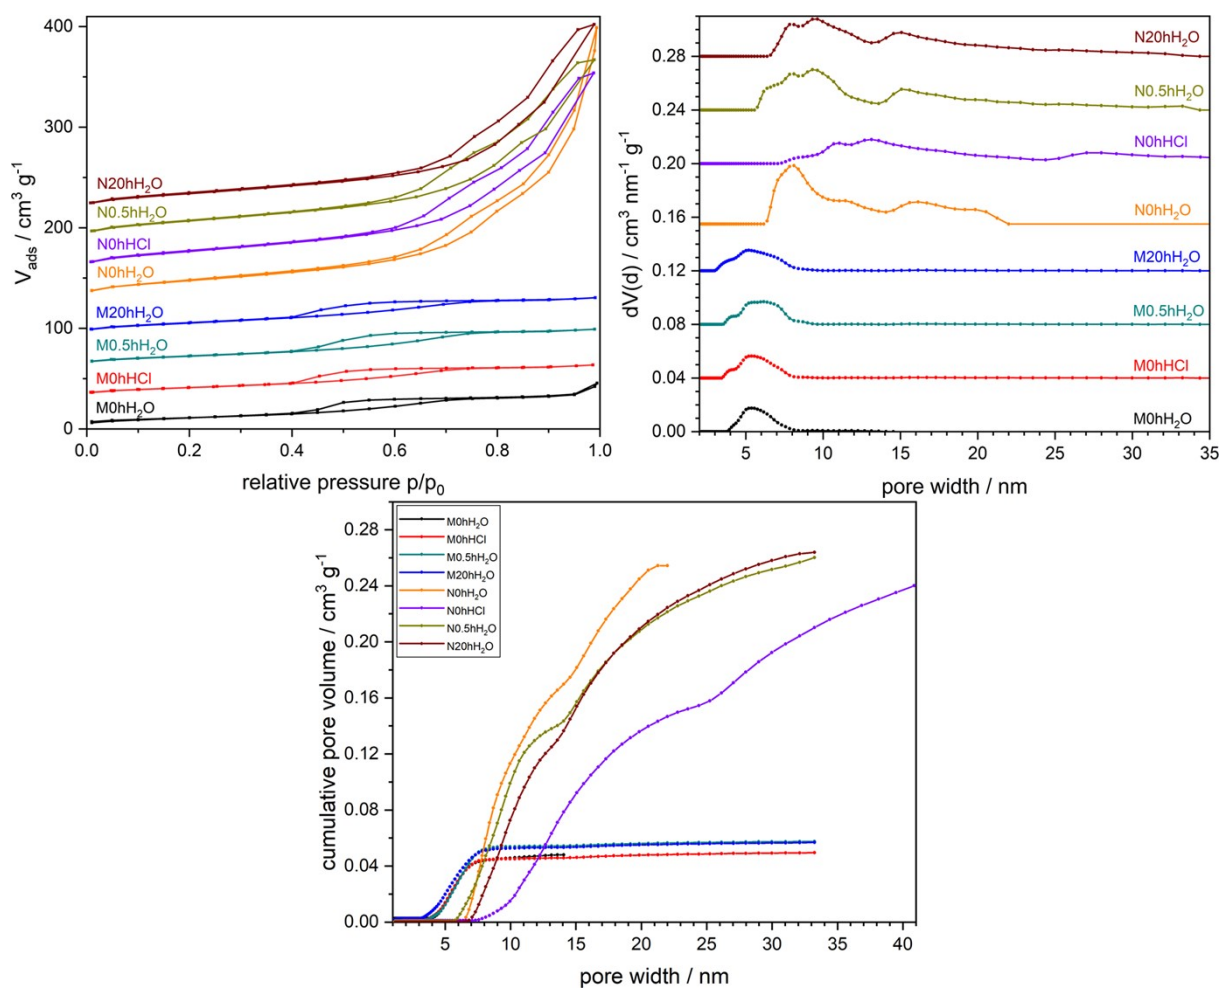 400
300
200
100
0
V_ads / cm³ g⁻¹
N20hH₂O
N0.5hH₂O
N0hHCl
N0hH₂O
M20hH₂O
M0.5hH₂O
M0hHCl
M0hH₂O
0.0 0.2 0.4 0.6 0.8 1.0
relative pressure p/p₀
0.28
0.24
0.20
0.16
0.12
0.08
0.04
0.00
dV(d) / cm³ nm⁻¹ g⁻¹
N20hH₂O
N0.5hH₂O
N0hHCl
N0hH₂O
M20hH₂O
M0.5hH₂O
M0hHCl
M0hH₂O
5 10 15 20 25 30 35
pore width / nm
0.28
0.24
0.20
0.16
0.12
0.08
0.04
0.00
cumulative pore volume / cm³ g⁻¹
M0hH₂O
M0hHCl
M0.5hH₂O
M20hH₂O
N0hH₂O
N0hHCl
N0.5hH₂O
N20hH₂O
5 10 15 20 25 30 35 40
pore width / nm